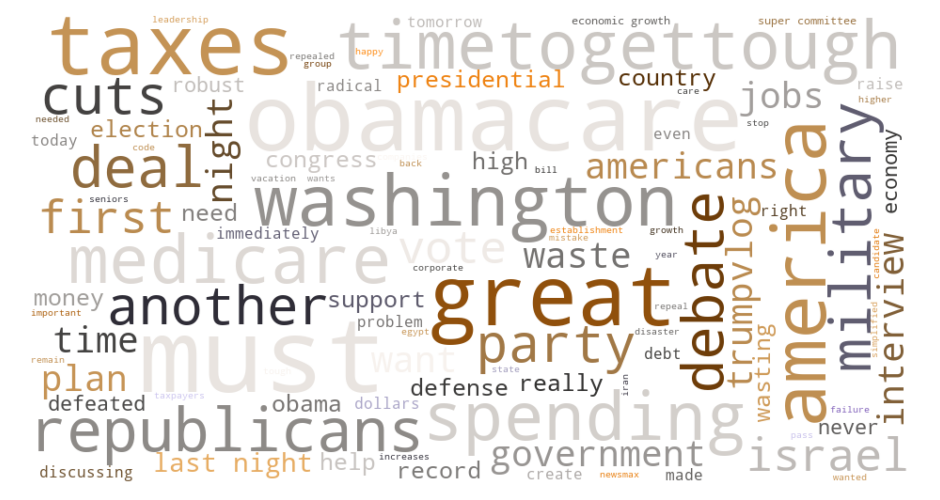 leadership
tomorrow
economic growth
super committee
taxes
timetogettough
repealed
happy
group
cuts
robust
radical
presidential
country
care
jobs
raise
higher
obamacare
needed
today
election
code
night
even
stop
military
economy
deal
congress
back
high
bill
americans
america
vacation
wants
seniors
washington
first
need
immediately
libya
establishment
mistake
growth
right
debate
trumpvlog
interview
candidate
medicare
vote
waste
corporate
year
money
important
another
support
great
repeal
problem
egypt
disaster
time
must
want
party
debt
wasting
simplified
remain
plan
tough
state
iran
taxpayers
defense
really
defeated
obama
dollars
spending
failure
never
pass
republicans
government
israel
discussing
last night
help
increases
record
create
newsmax
made
wanted